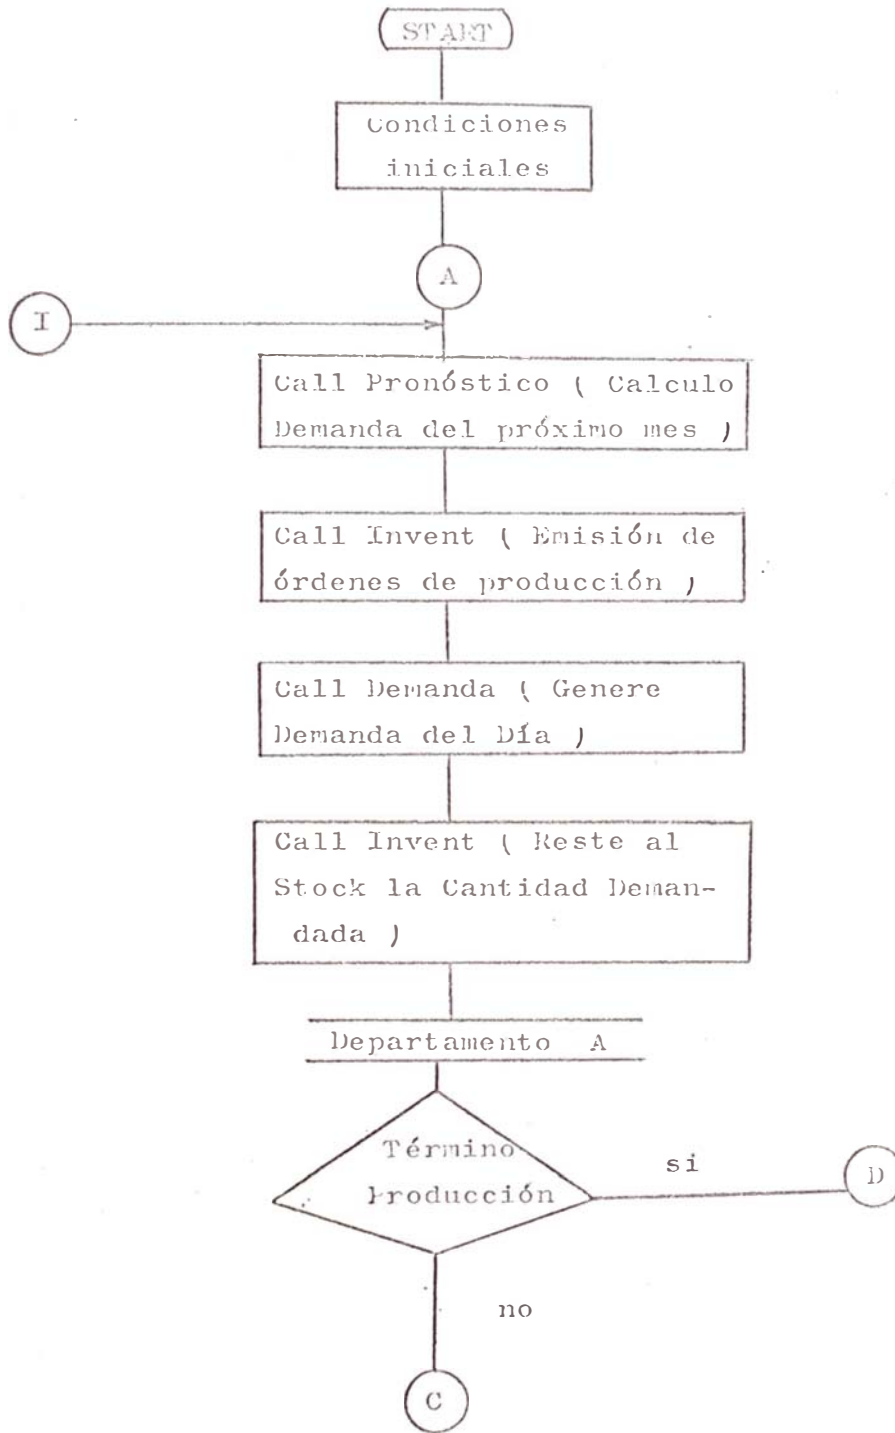 START
Condiciones
iniciales
A
I
Call Pronóstico ( Calculo
Demanda del próximo mes )
Call Invent ( Emisión de
órdenes de producción )
Call Demanda ( Genere
Demanda del Día )
Call Invent ( Reste al
Stock la Cantidad Deman-
dada )
Departamento A
Término
Producción
si
D
no
C